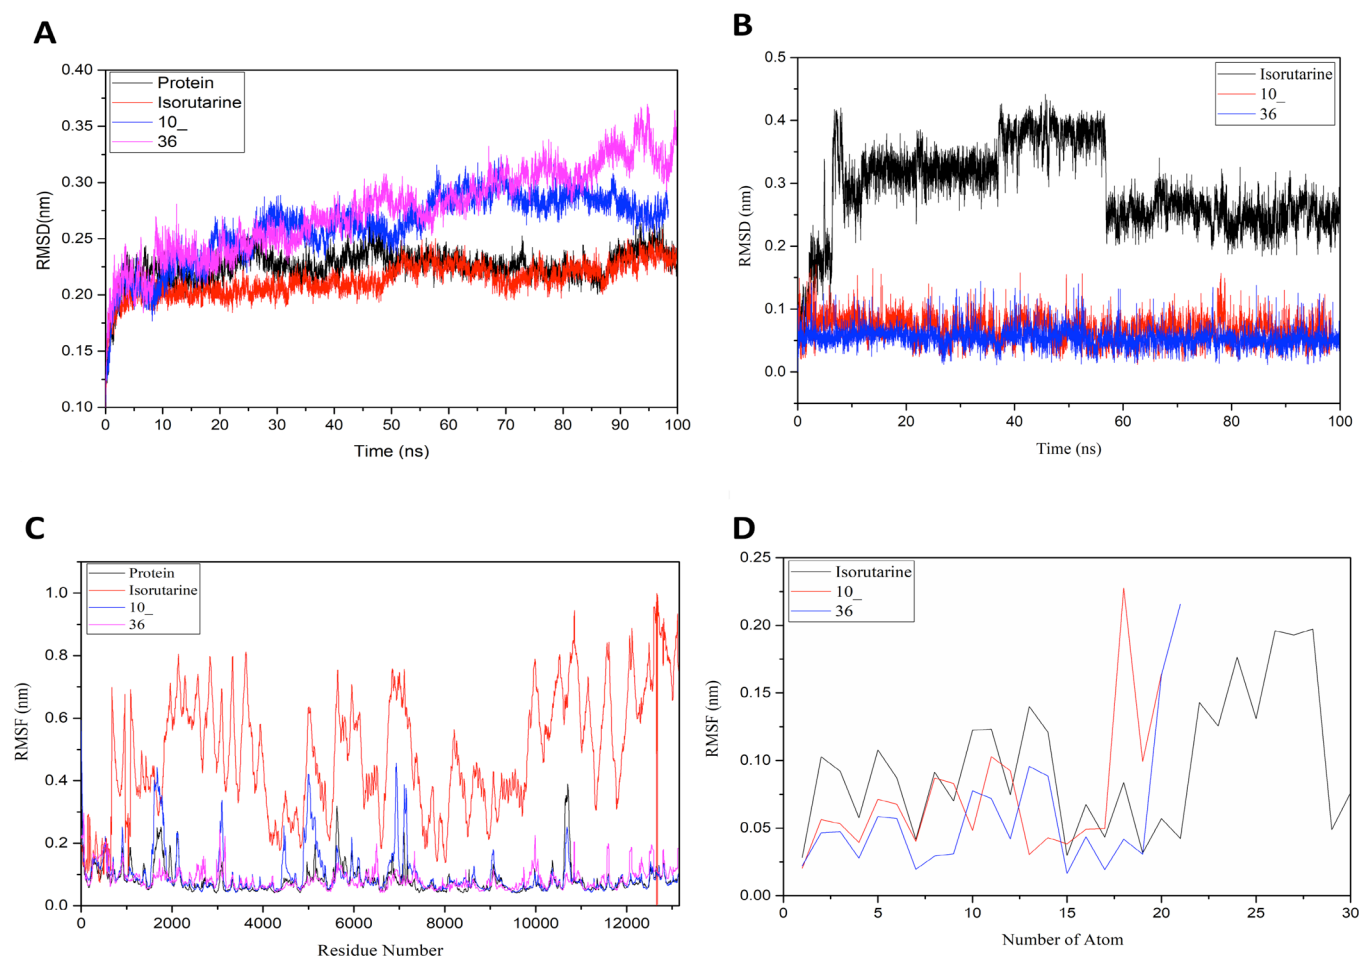 A
0.40
0.35
0.30
0.25
0.20
0.15
0.10
RMSD(nm)
Protein
Isorutarine
10_
36
0 10 20 30 40 50 60 70 80 90 100
Time (ns)
B
0.5
0.4
0.3
0.2
0.1
0.0
RMSD (nm)
Isorutarine
10_
36
0 20 40 60 80 100
Time (ns)
C
1.0
0.8
0.6
0.4
0.2
0.0
RMSF (nm)
Protein
Isorutarine
10_
36
0 2000 4000 6000 8000 10000 12000
Residue Number
D
0.25
0.20
0.15
0.10
0.05
0.00
RMSF (nm)
Isorutarine
10_
36
0 5 10 15 20 25 30
Number of Atom